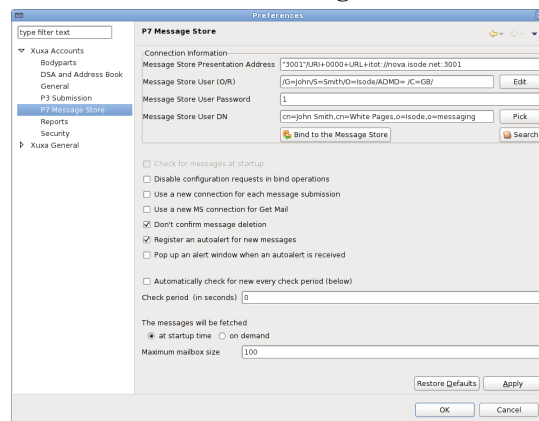 Preferences
type filter text
P7 Message Store
Xuxa Accounts
Bodyparts
DSA and Address Book
General
P3 Submission
P7 Message Store
Reports
Security
Xuxa General
Connection Information
Message Store Presentation Address "3001"/URI+0000+URL+itot://nova.isode.net:3001
Message Store User (O/R) /G=John/S=Smith/O=Isode/ADMD= /C=GB/ Edit
Message Store User Password 1
Message Store User DN cn=John Smith,cn=White Pages,o=isode,o=messaging Pick
Bind to the Message Store Search
Check for messages at startup
Disable configuration requests in bind operations
Use a new connection for each message submission
Use a new MS connection for Get Mail
Don't confirm message deletion
Register an autoalert for new messages
Pop up an alert window when an autoalert is received
Automatically check for new every check period (below)
Check period (in seconds) 0
The messages will be fetched
at startup time on demand
Maximum mailbox size 100
Restore Defaults Apply
OK Cancel